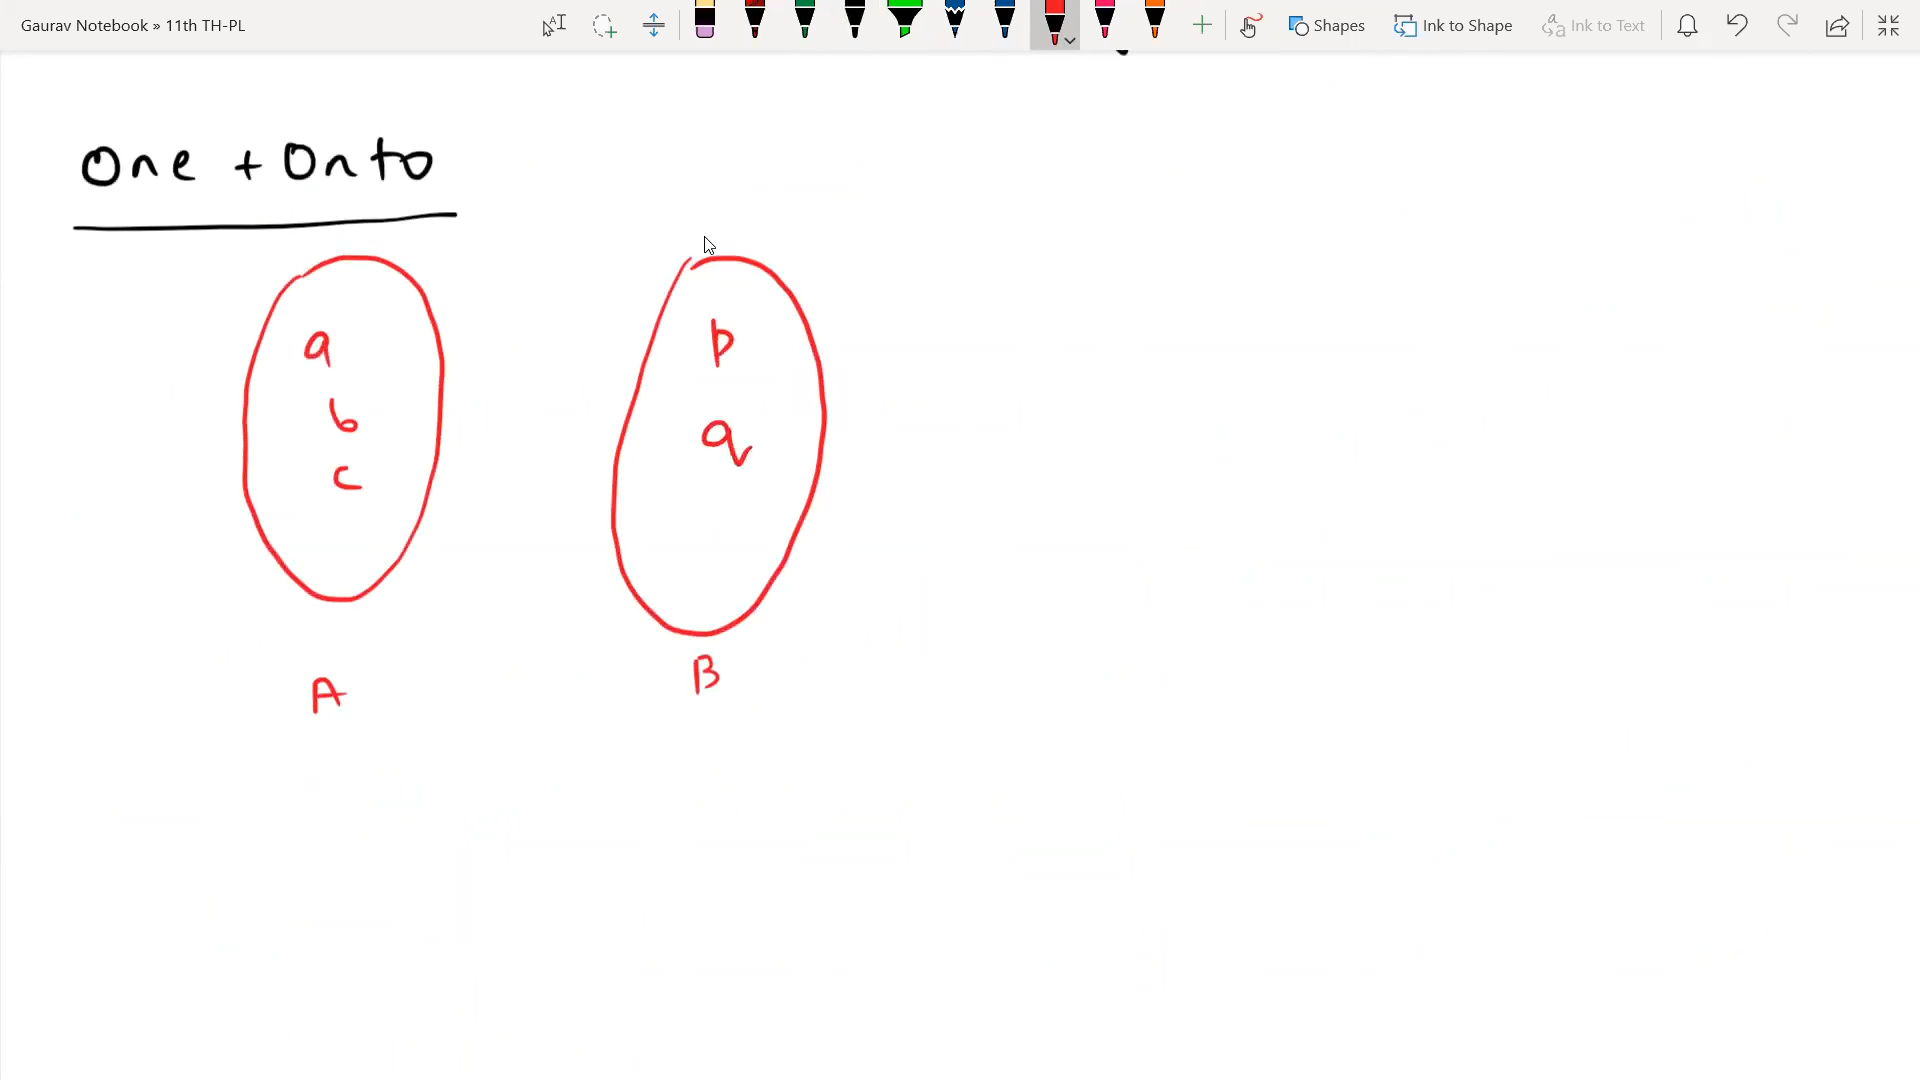 Gaurav Notebook » 11th TH-PL
Shapes
Ink to Shape
Ink to Text
One + Onto
a
b
c
A
p
q
B